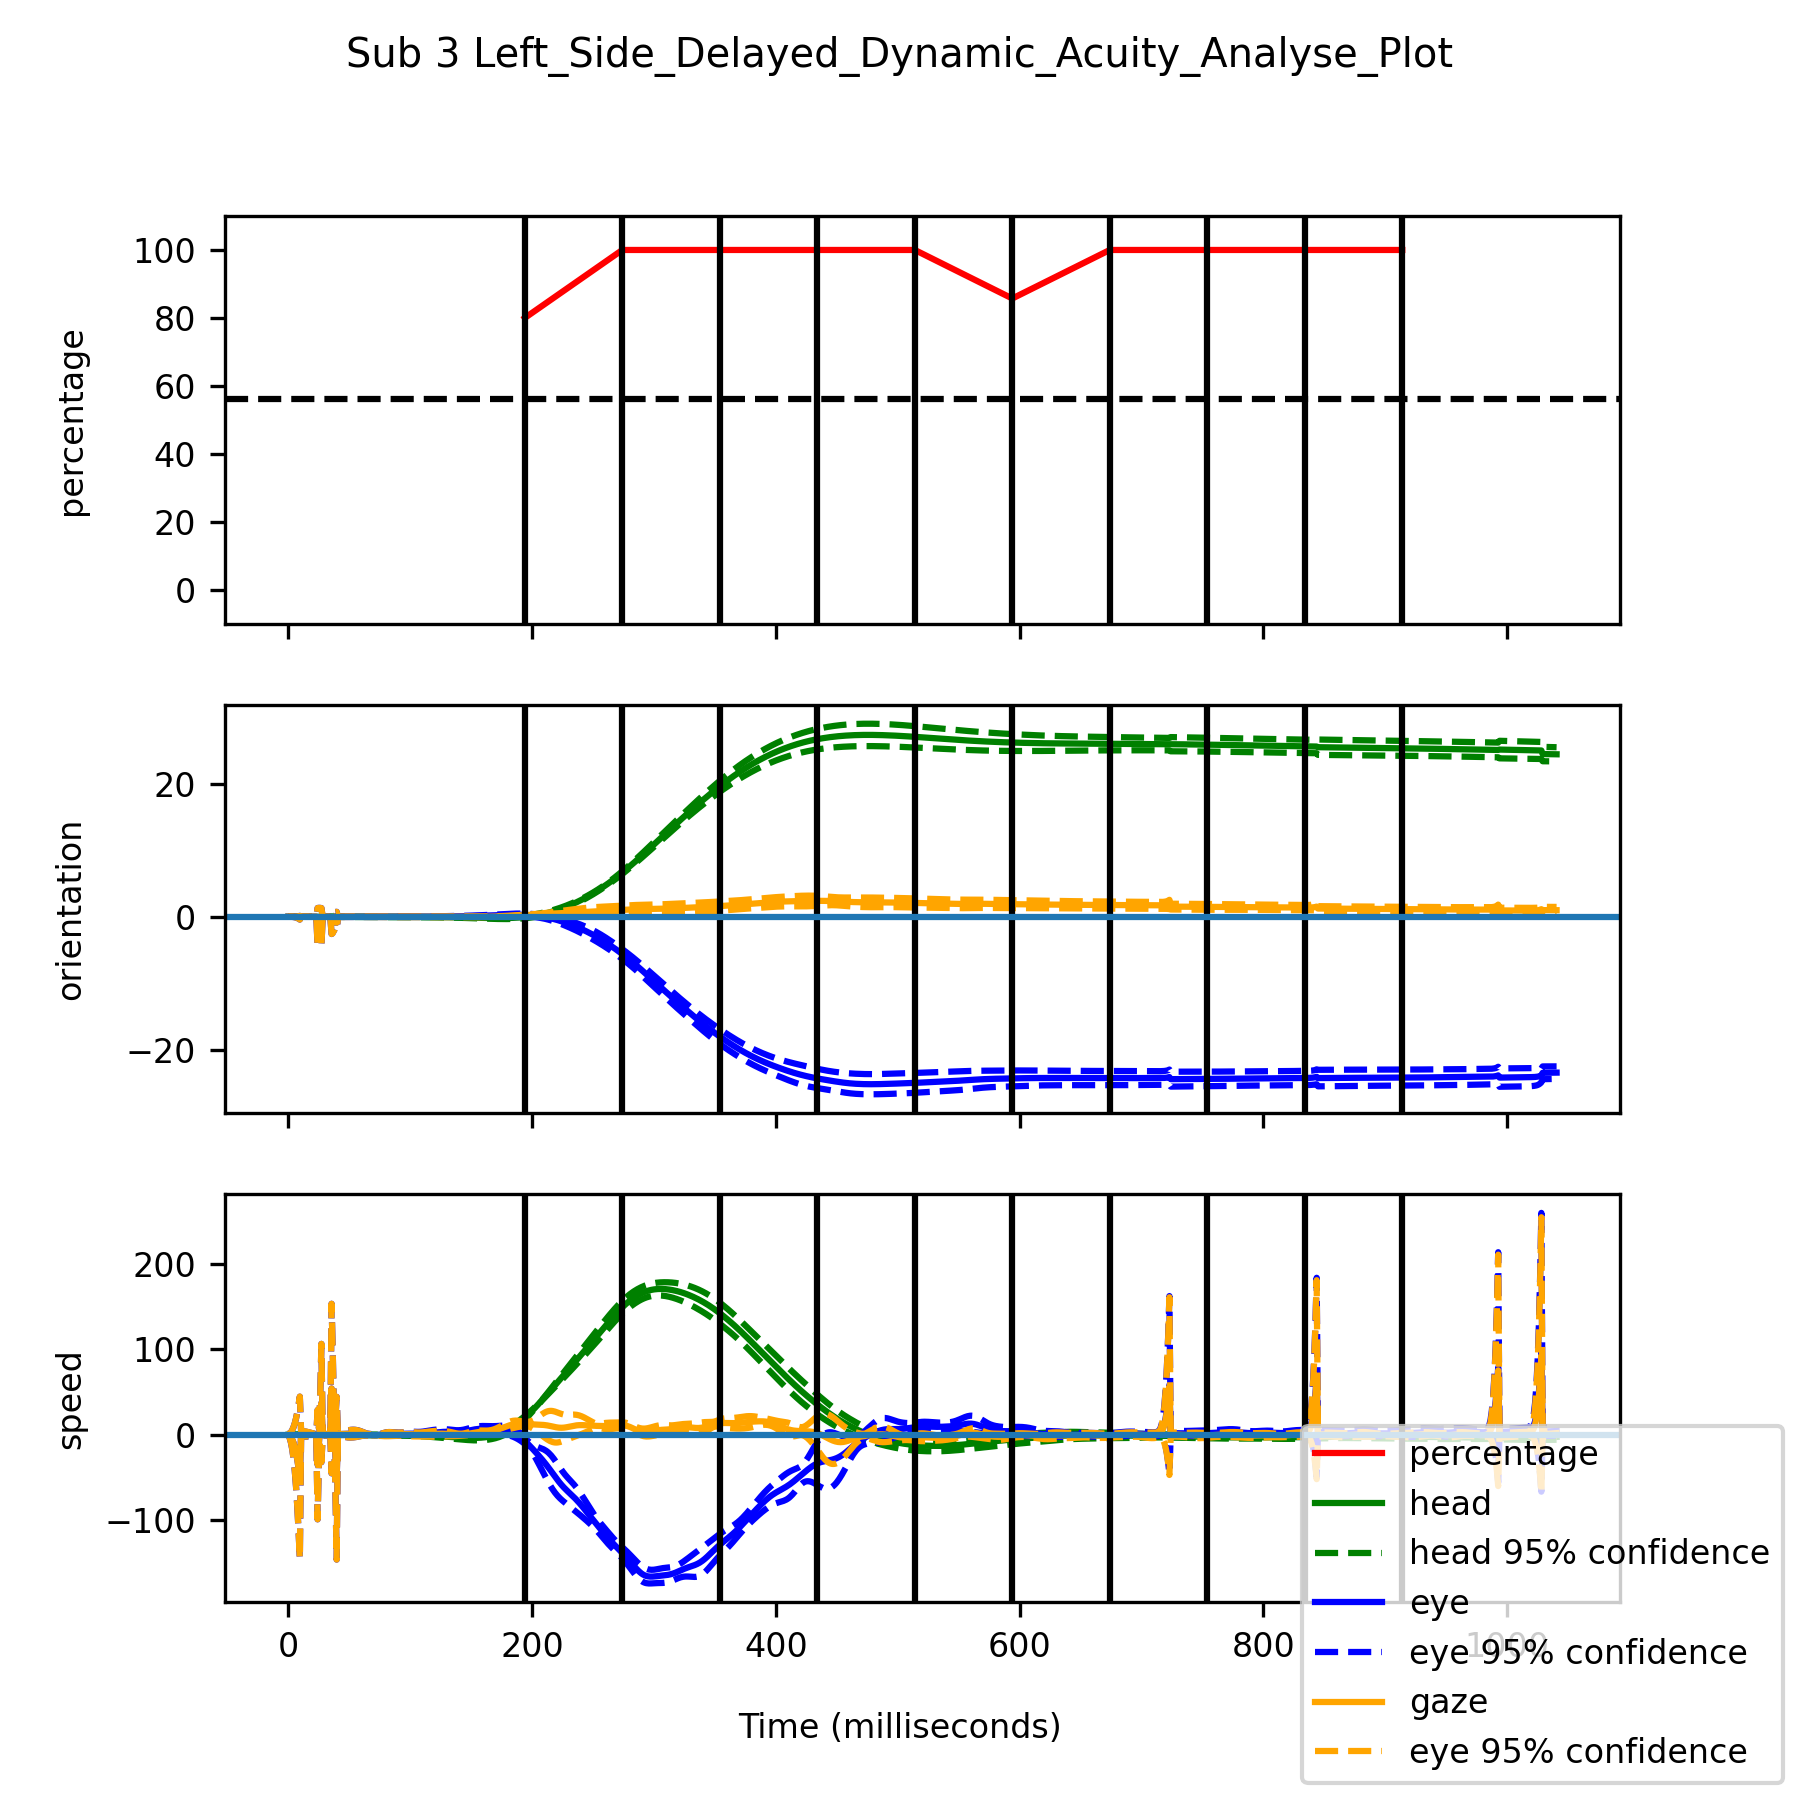 Sub 3 Left_Side_Delayed_Dynamic_Acuity_Analyse_Plot
100
80
60
40
20
0
percentage
20
0
−20
orientation
200
100
0
−100
speed
0 200 400 600 800 1000
Time (milliseconds)
percentage
head
head 95% confidence
eye
eye 95% confidence
gaze
eye 95% confidence